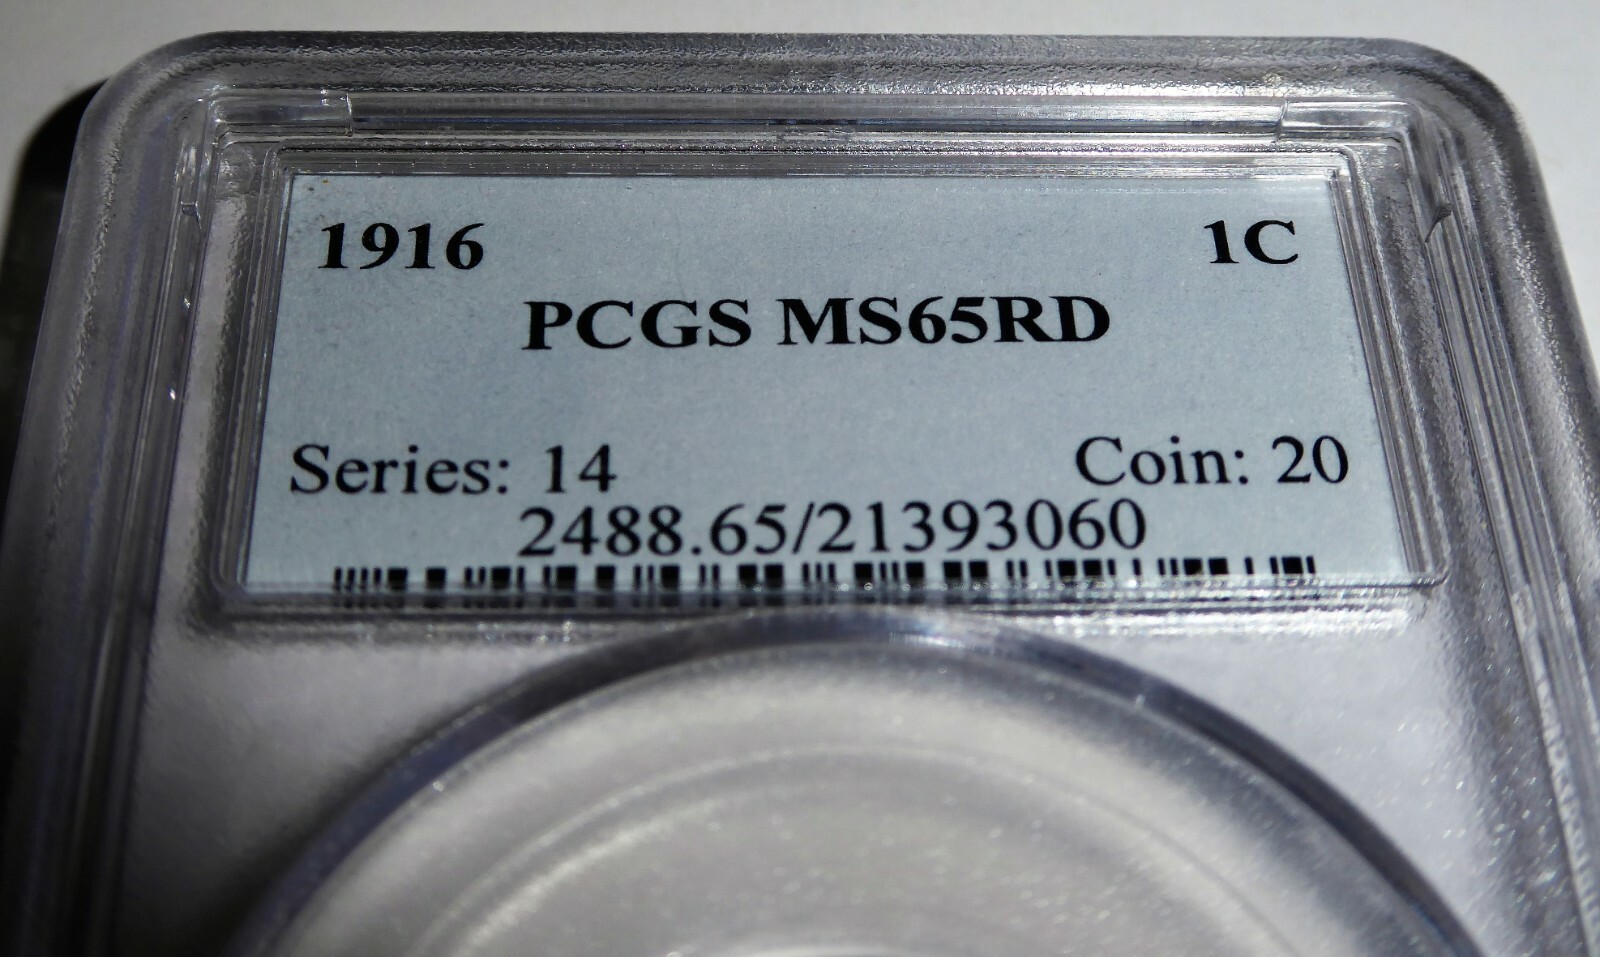 1916 1C
PCGS MS65RD
Series: 14 Coin: 20
2488.65/21393060